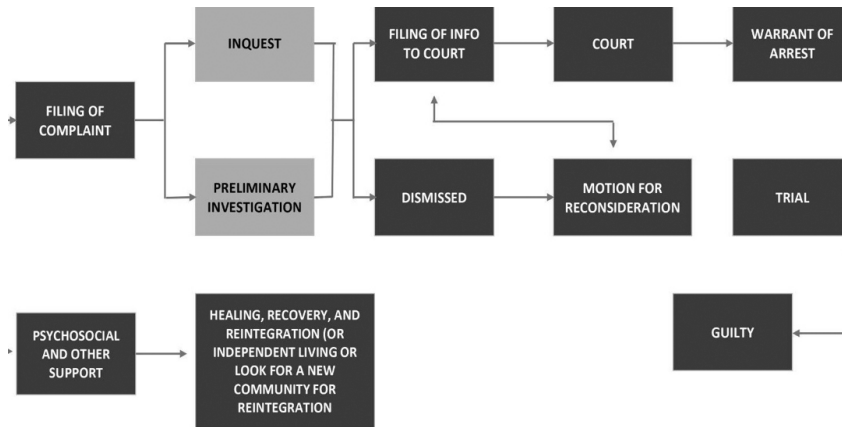 INQUEST
FILING OF INFO
TO COURT
COURT
WARRANT OF
ARREST
FILING OF
COMPLAINT
PRELIMINARY
INVESTIGATION
DISMISSED
MOTION FOR
RECONSIDERATION
TRIAL
PSYCHOSOCIAL
AND OTHER
SUPPORT
HEALING, RECOVERY, AND
REINTEGRATION (OR
INDEPENDENT LIVING OR
LOOK FOR A NEW
COMMUNITY FOR
REINTEGRATION
GUILTY